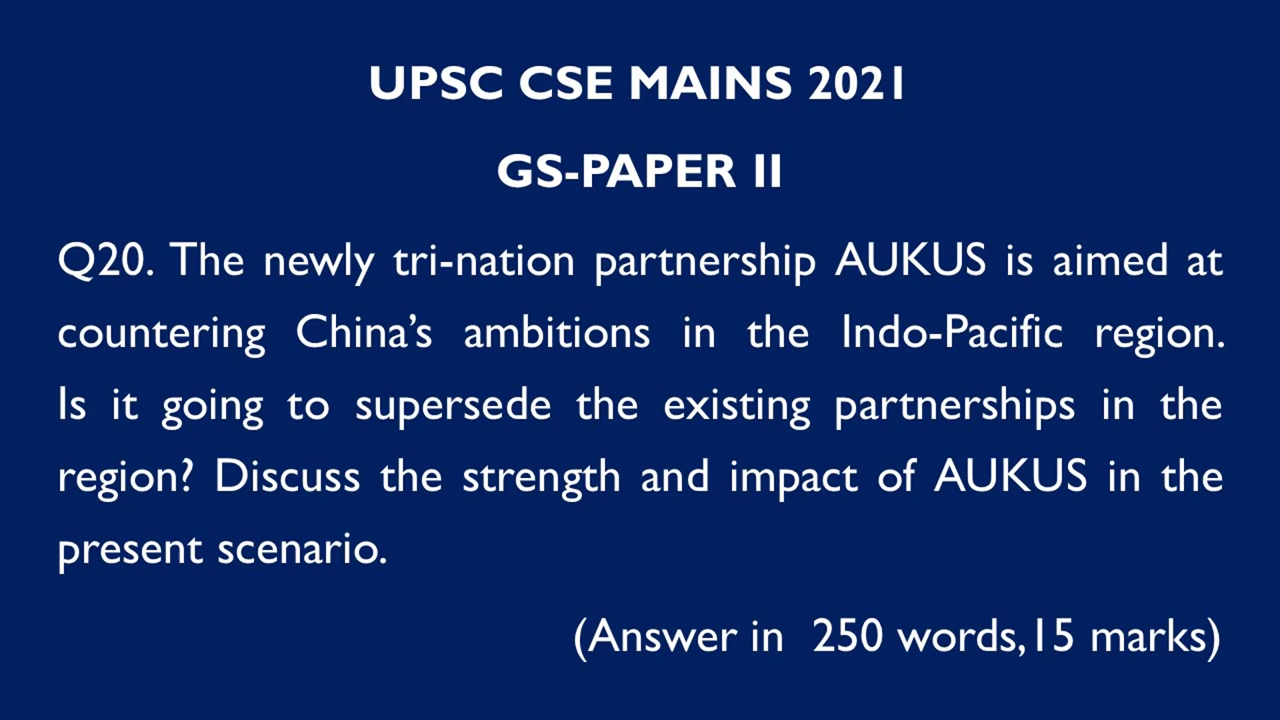 UPSC CSE MAINS 2021
GS-PAPER II
Q20. The newly tri-nation partnership AUKUS is aimed at
countering China’s ambitions in the Indo-Pacific region.
Is it going to supersede the existing partnerships in the
region? Discuss the strength and impact of AUKUS in the
present scenario.
(Answer in 250 words,15 marks)